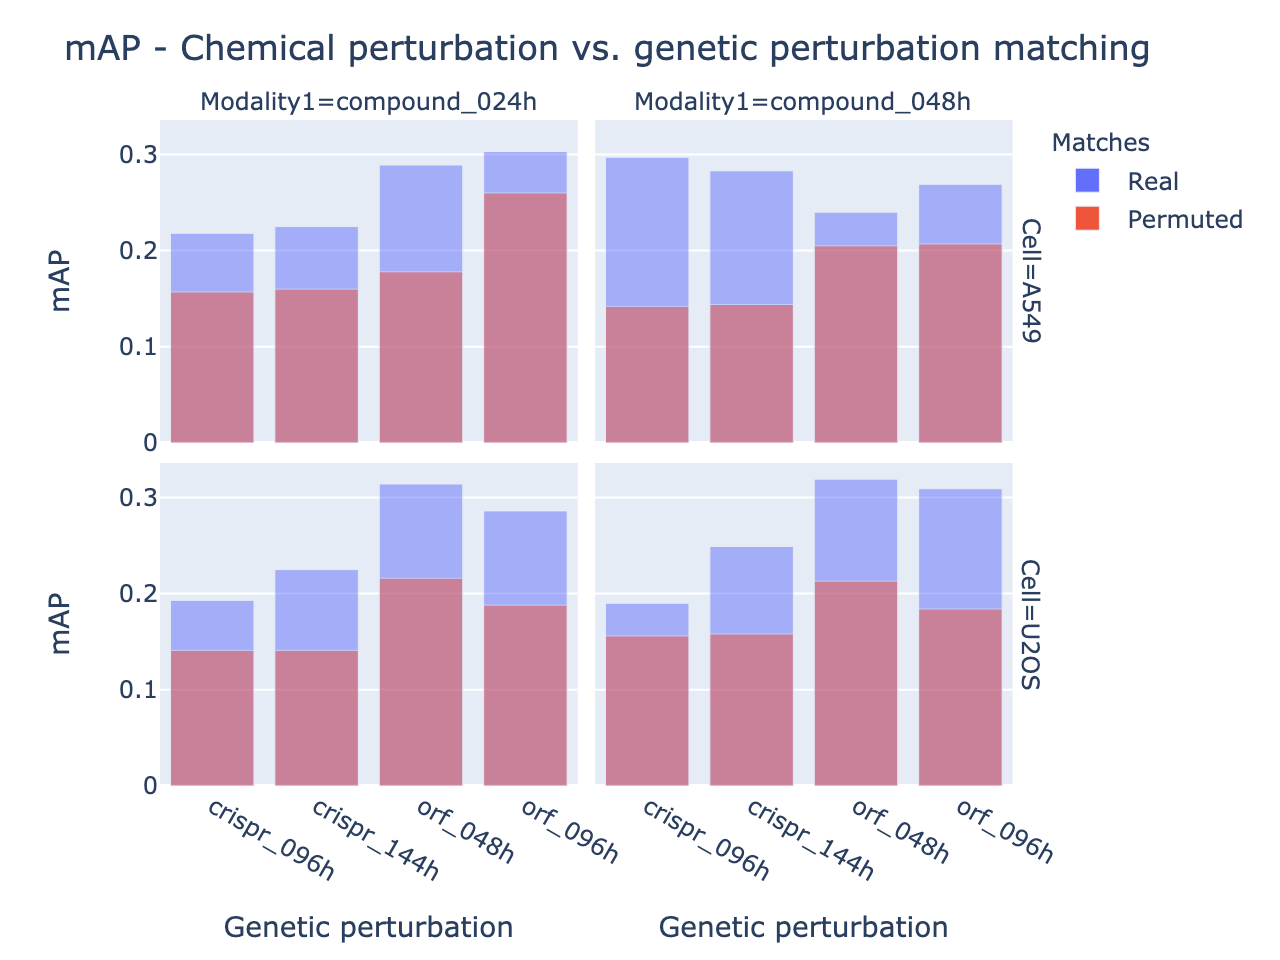 mAP - Chemical perturbation vs. genetic perturbation matching
Modality1=compound_024h
Modality1=compound_048h
Matches
Real
Permuted
mAP
0.3
0.2
0.1
0
Cell=A549
mAP
0.3
0.2
0.1
0
Cell=U2OS
crispr_096h
crispr_144h
orf_048h
orf_096h
crispr_096h
crispr_144h
orf_048h
orf_096h
Genetic perturbation
Genetic perturbation